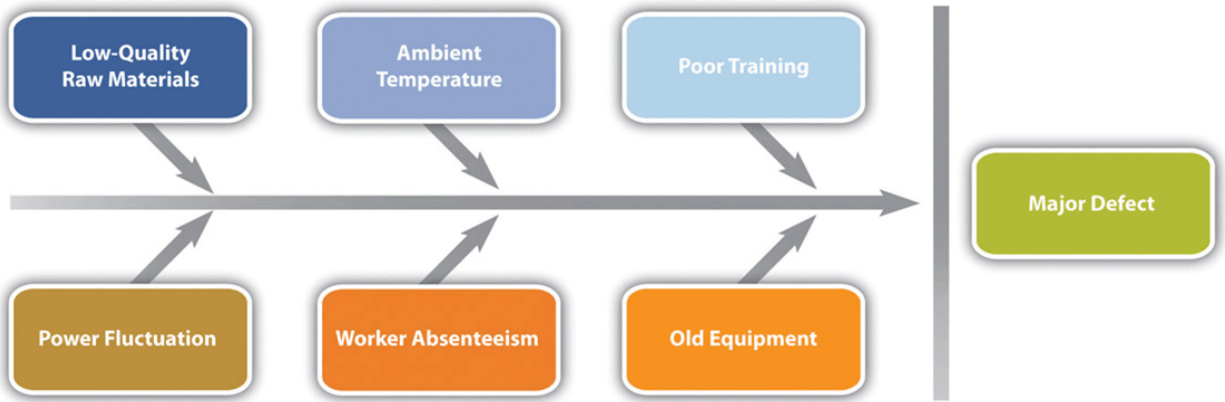 Low-Quality
Raw Materials
Ambient
Temperature
Poor Training
Major Defect
Power Fluctuation
Worker Absenteeism
Old Equipment